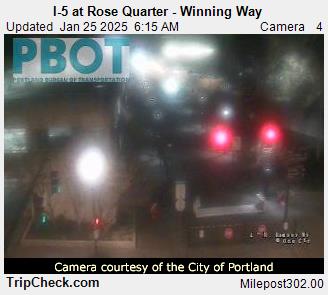 I-5 at Rose Quarter - Winning Way
Updated Jan 25 2025 6:15 AM Camera 4
PBOT
PORTLAND BUREAU OF TRANSPORTATION
Camera courtesy of the City of Portland
TripCheck.com Milepost302.00